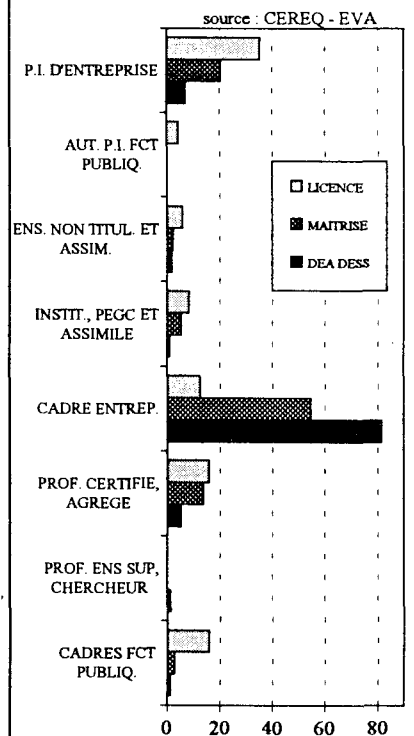 source : CEREQ - EVA
P.I. D'ENTREPRISE
AUT. P.I. FCT
PUBLIQ.
LICENCE
ENS. NON TITUL. ET
ASSIM.
MAITRISE
DEA DESS
INSTIT., PEGC ET
ASSIMILE
CADRE ENTREP.
PROF. CERTIFIE,
AGREGE
PROF. ENS SUP,
CHERCHEUR
CADRES FCT
PUBLIQ.
0 20 40 60 80